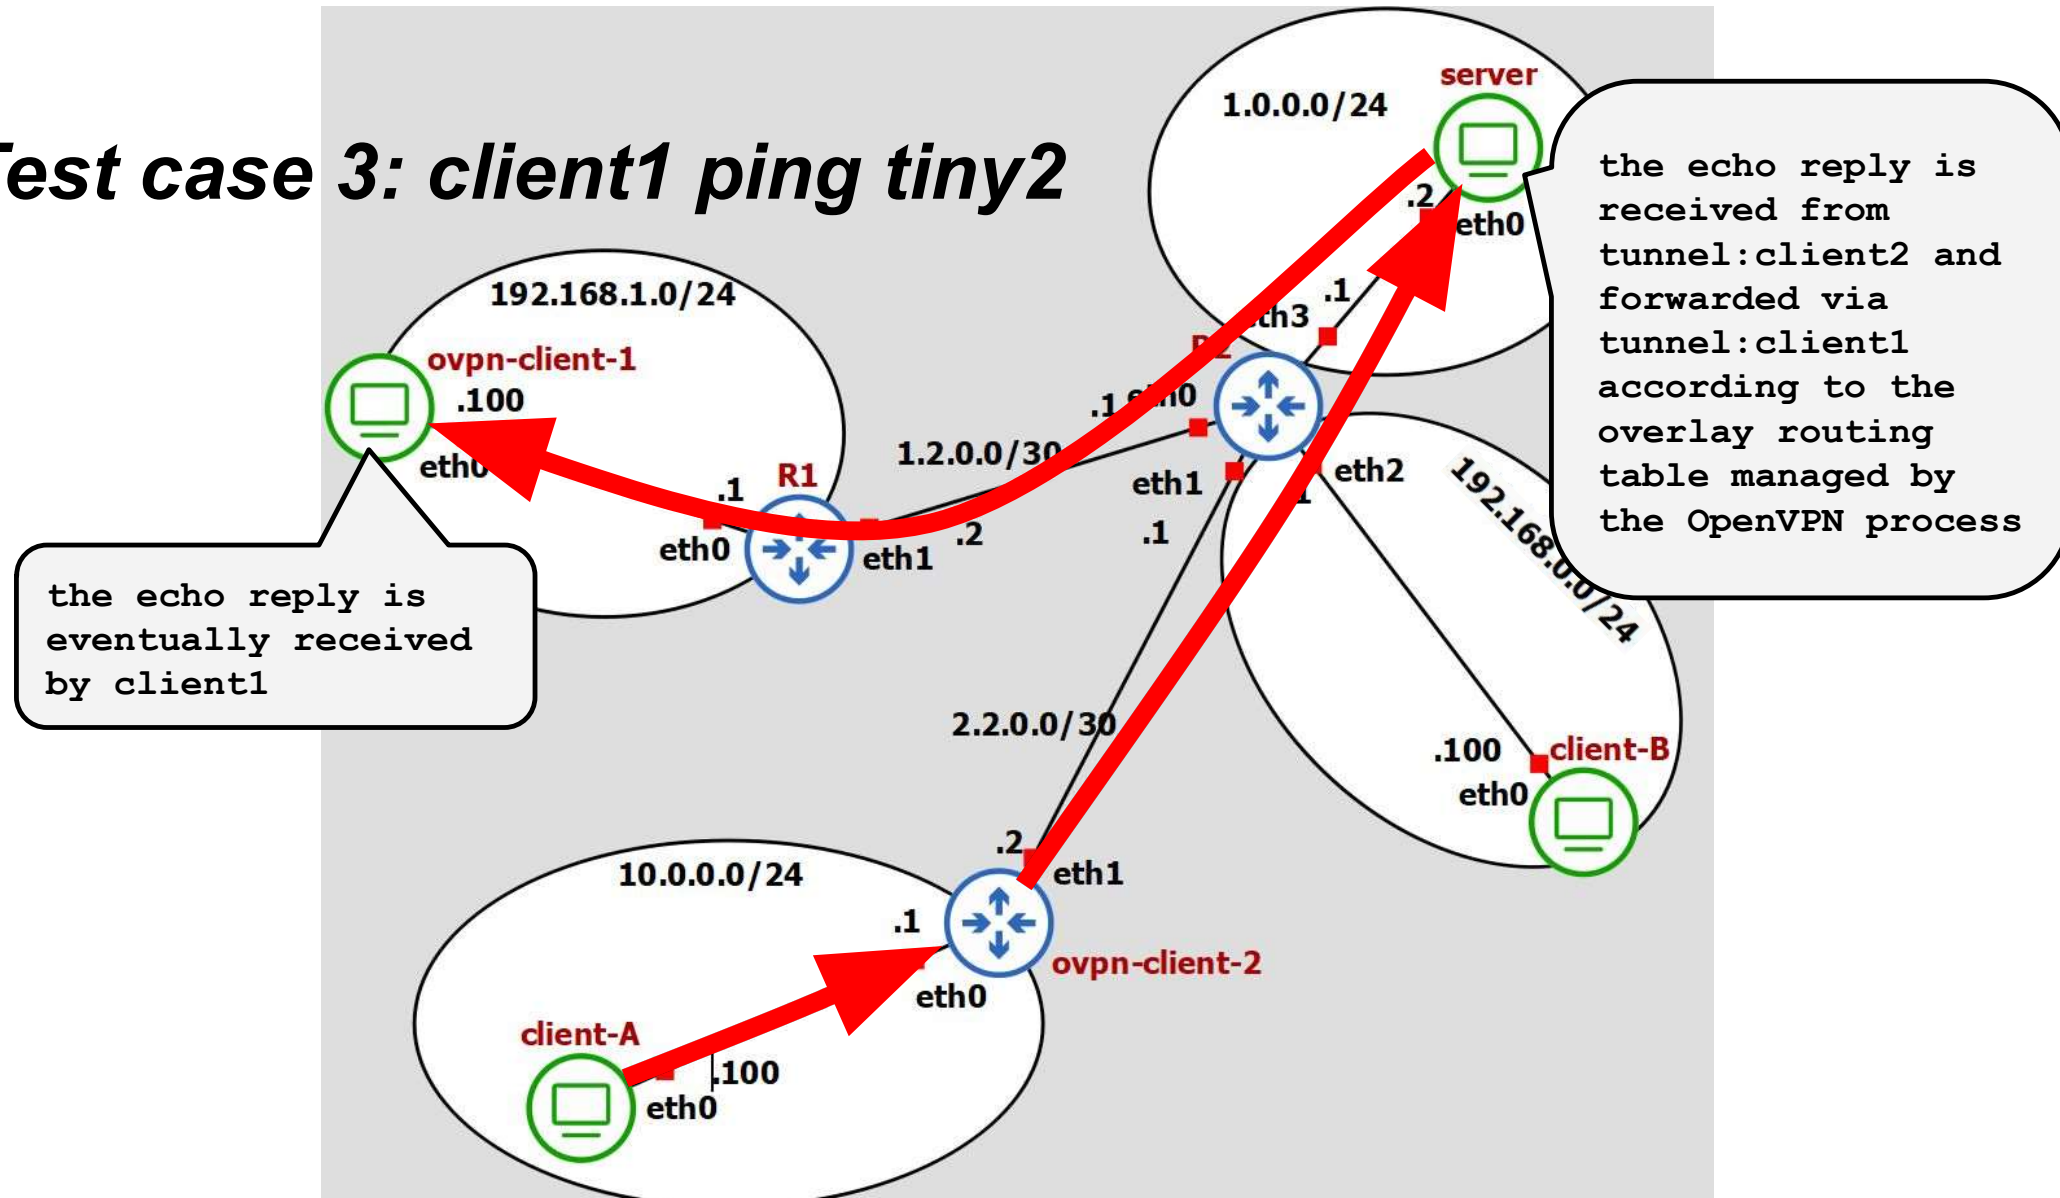 est case 3: client1 ping tiny2
server
1.0.0.0/24
.2
eth0
.1
the echo reply is
received from
tunnel:client2 and
forwarded via
tunnel:client1
according to the
overlay routing
table managed by
the OpenVPN process
192.168.1.0/24
ovpn-client-1
.100
.1
R1
eth0
eth1
.2
1.2.0.0/30
.1
eth1
.1
eth2
192.168.0.0/24
the echo reply is
eventually received
by client1
2.2.0.0/30
.100
client-B
eth0
.2
eth1
10.0.0.0/24
.1
eth0
ovpn-client-2
client-A
.100
eth0